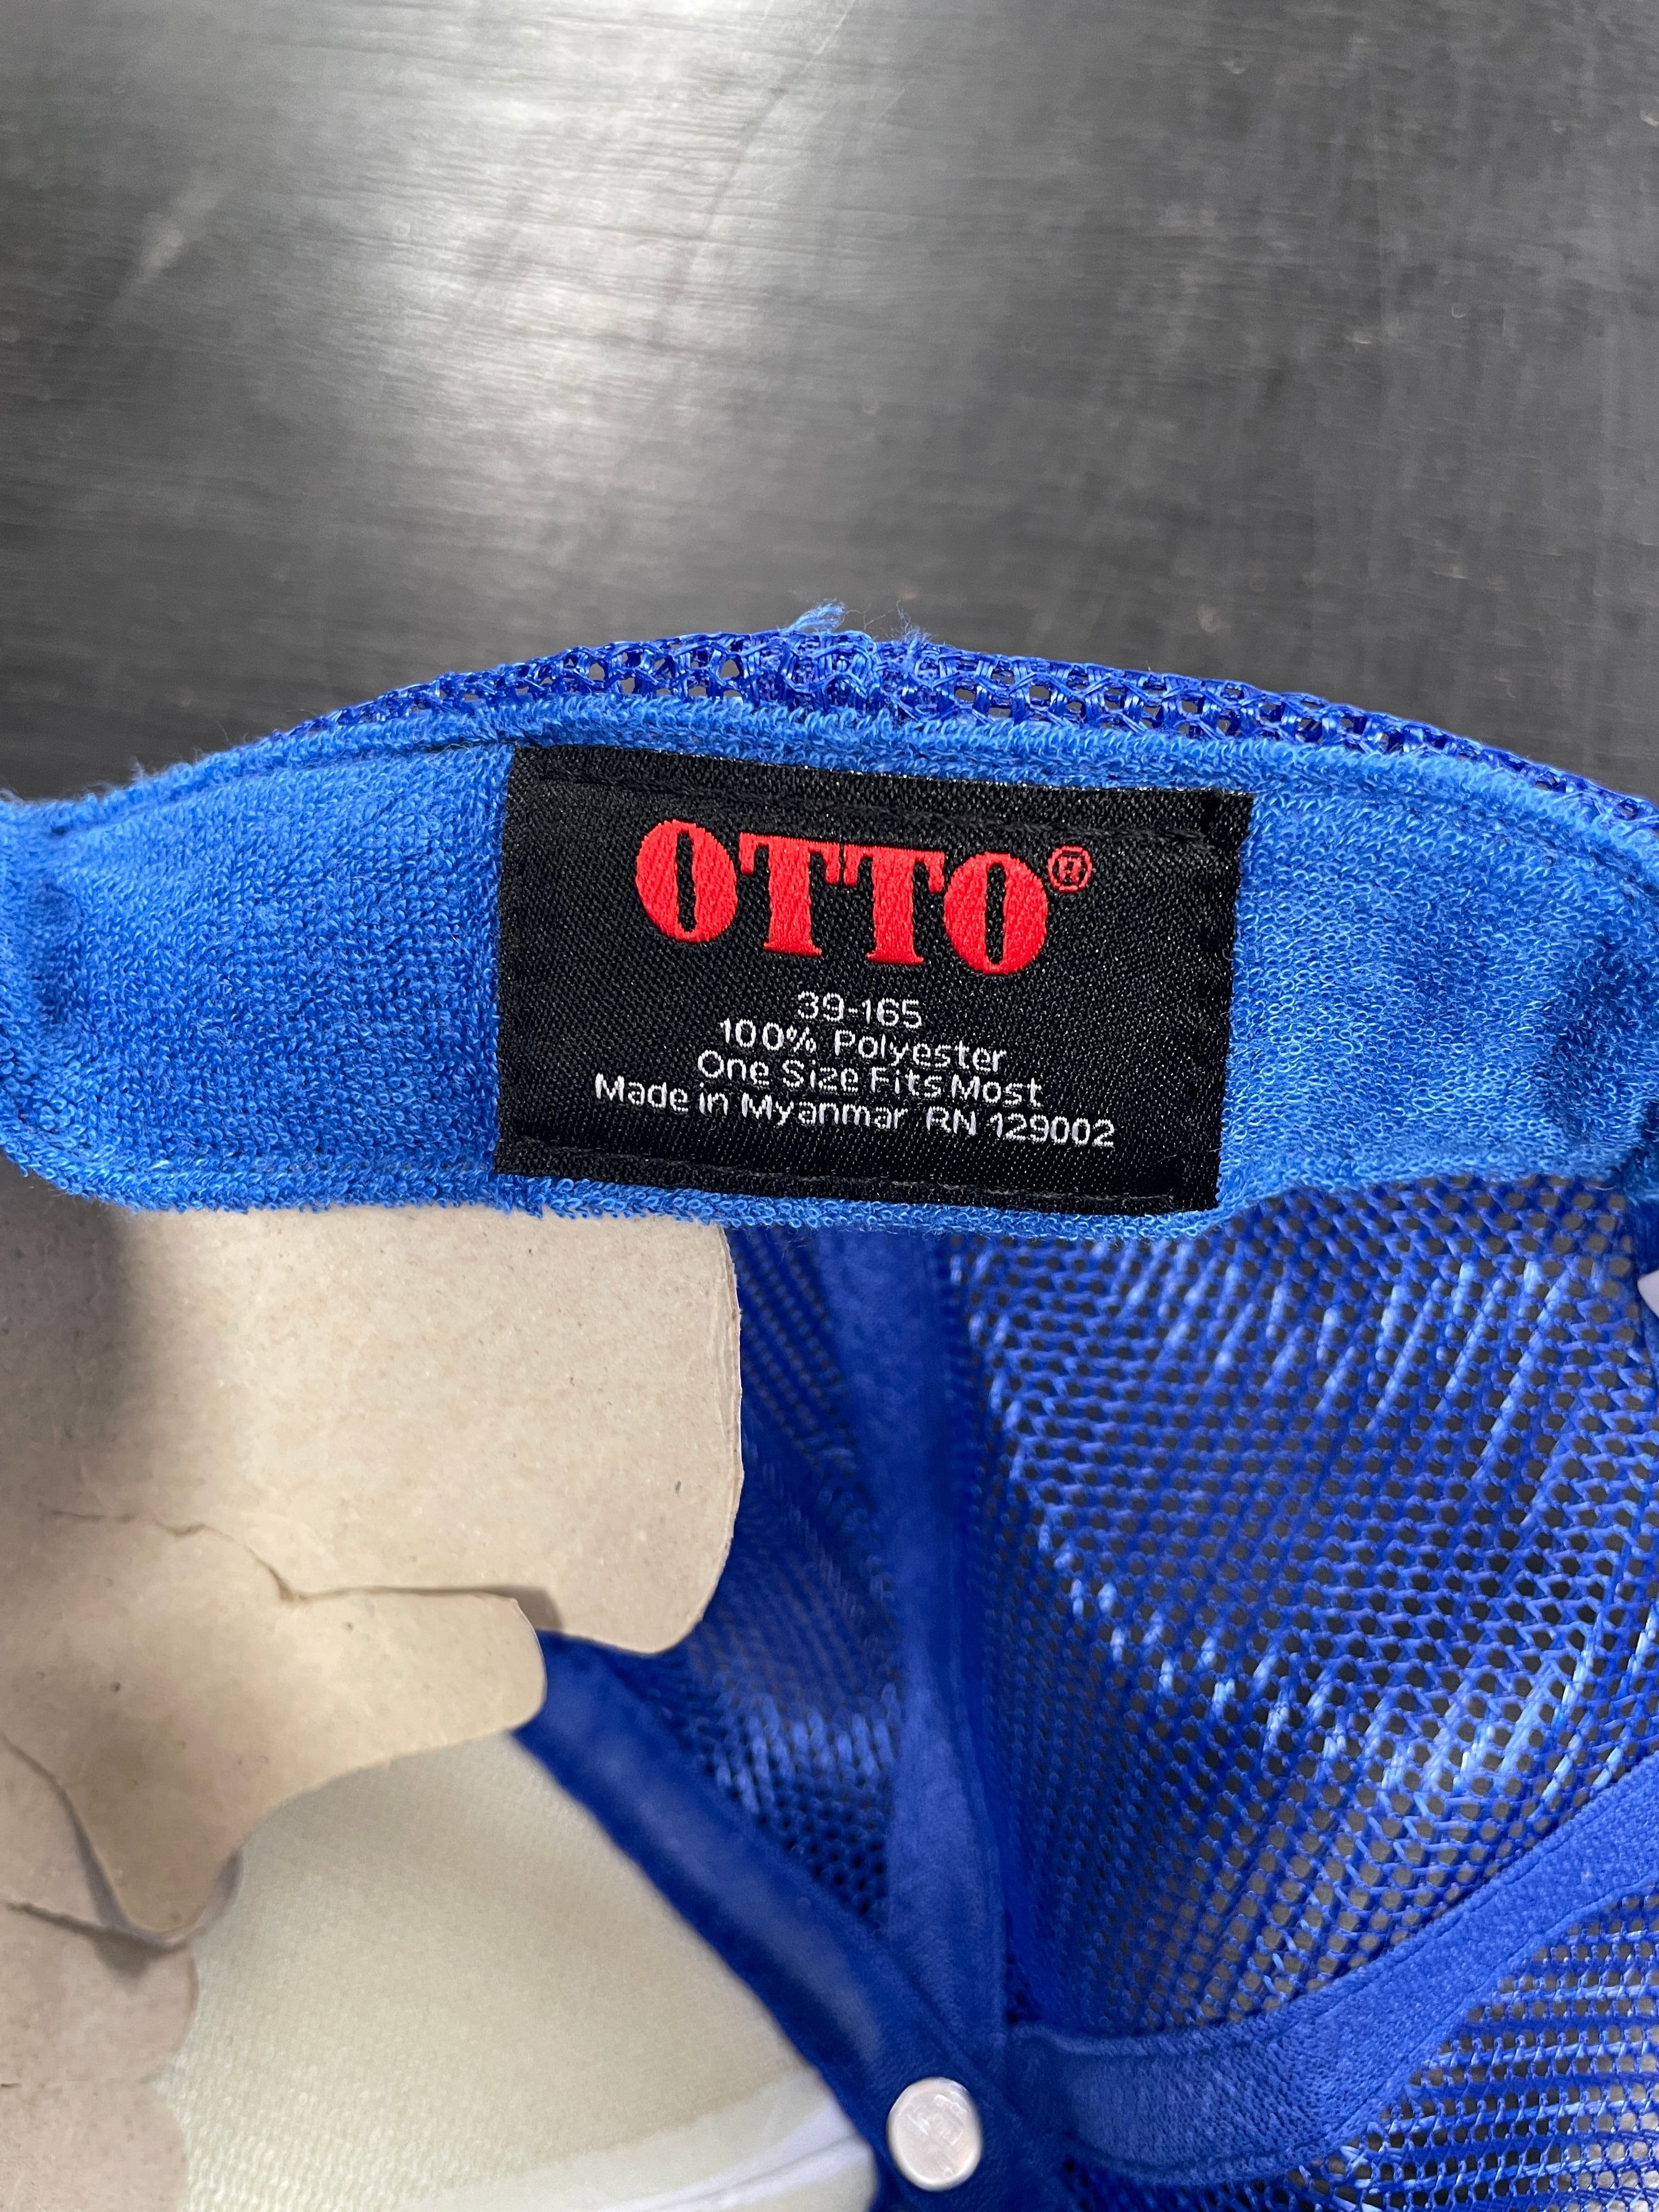 OTTO®
39-165
100% Polyester
One Size Fits Most
Made in Myanmar RN 129002